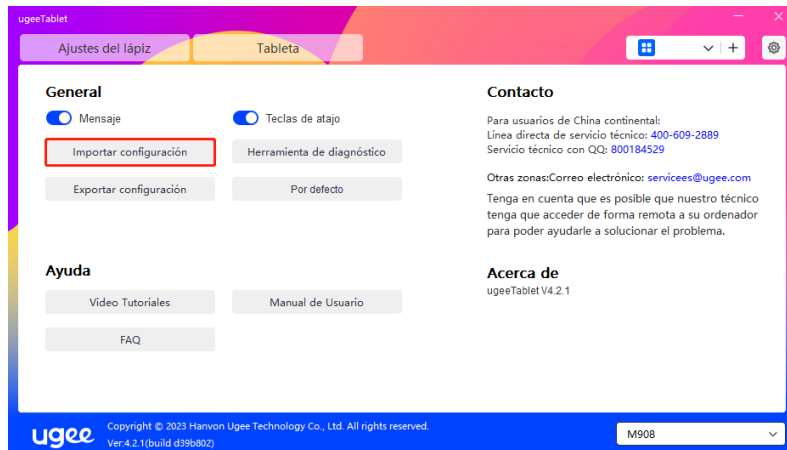 ugeeTablet
Ajustes del lápiz
Tableta
General
Mensaje
Teclas de atajo
Importar configuración
Herramienta de diagnóstico
Exportar configuración
Por defecto
Ayuda
Video Tutoriales
Manual de Usuario
FAQ
Contacto
Para usuarios de China continental:
Línea directa de servicio técnico: 400-609-2889
Servicio técnico con QQ: 800184529
Otras zonas:Correo electrónico: servicees@ugee.com
Tenga en cuenta que es posible que nuestro técnico
tenga que acceder de forma remota a su ordenador
para poder ayudarle a solucionar el problema.
Acerca de
ugeeTablet V4.2.1
ugee
Copyright © 2023 Hanvon Ugee Technology Co., Ltd. All rights reserved.
Ver:4.2.1(build d39b802)
M908